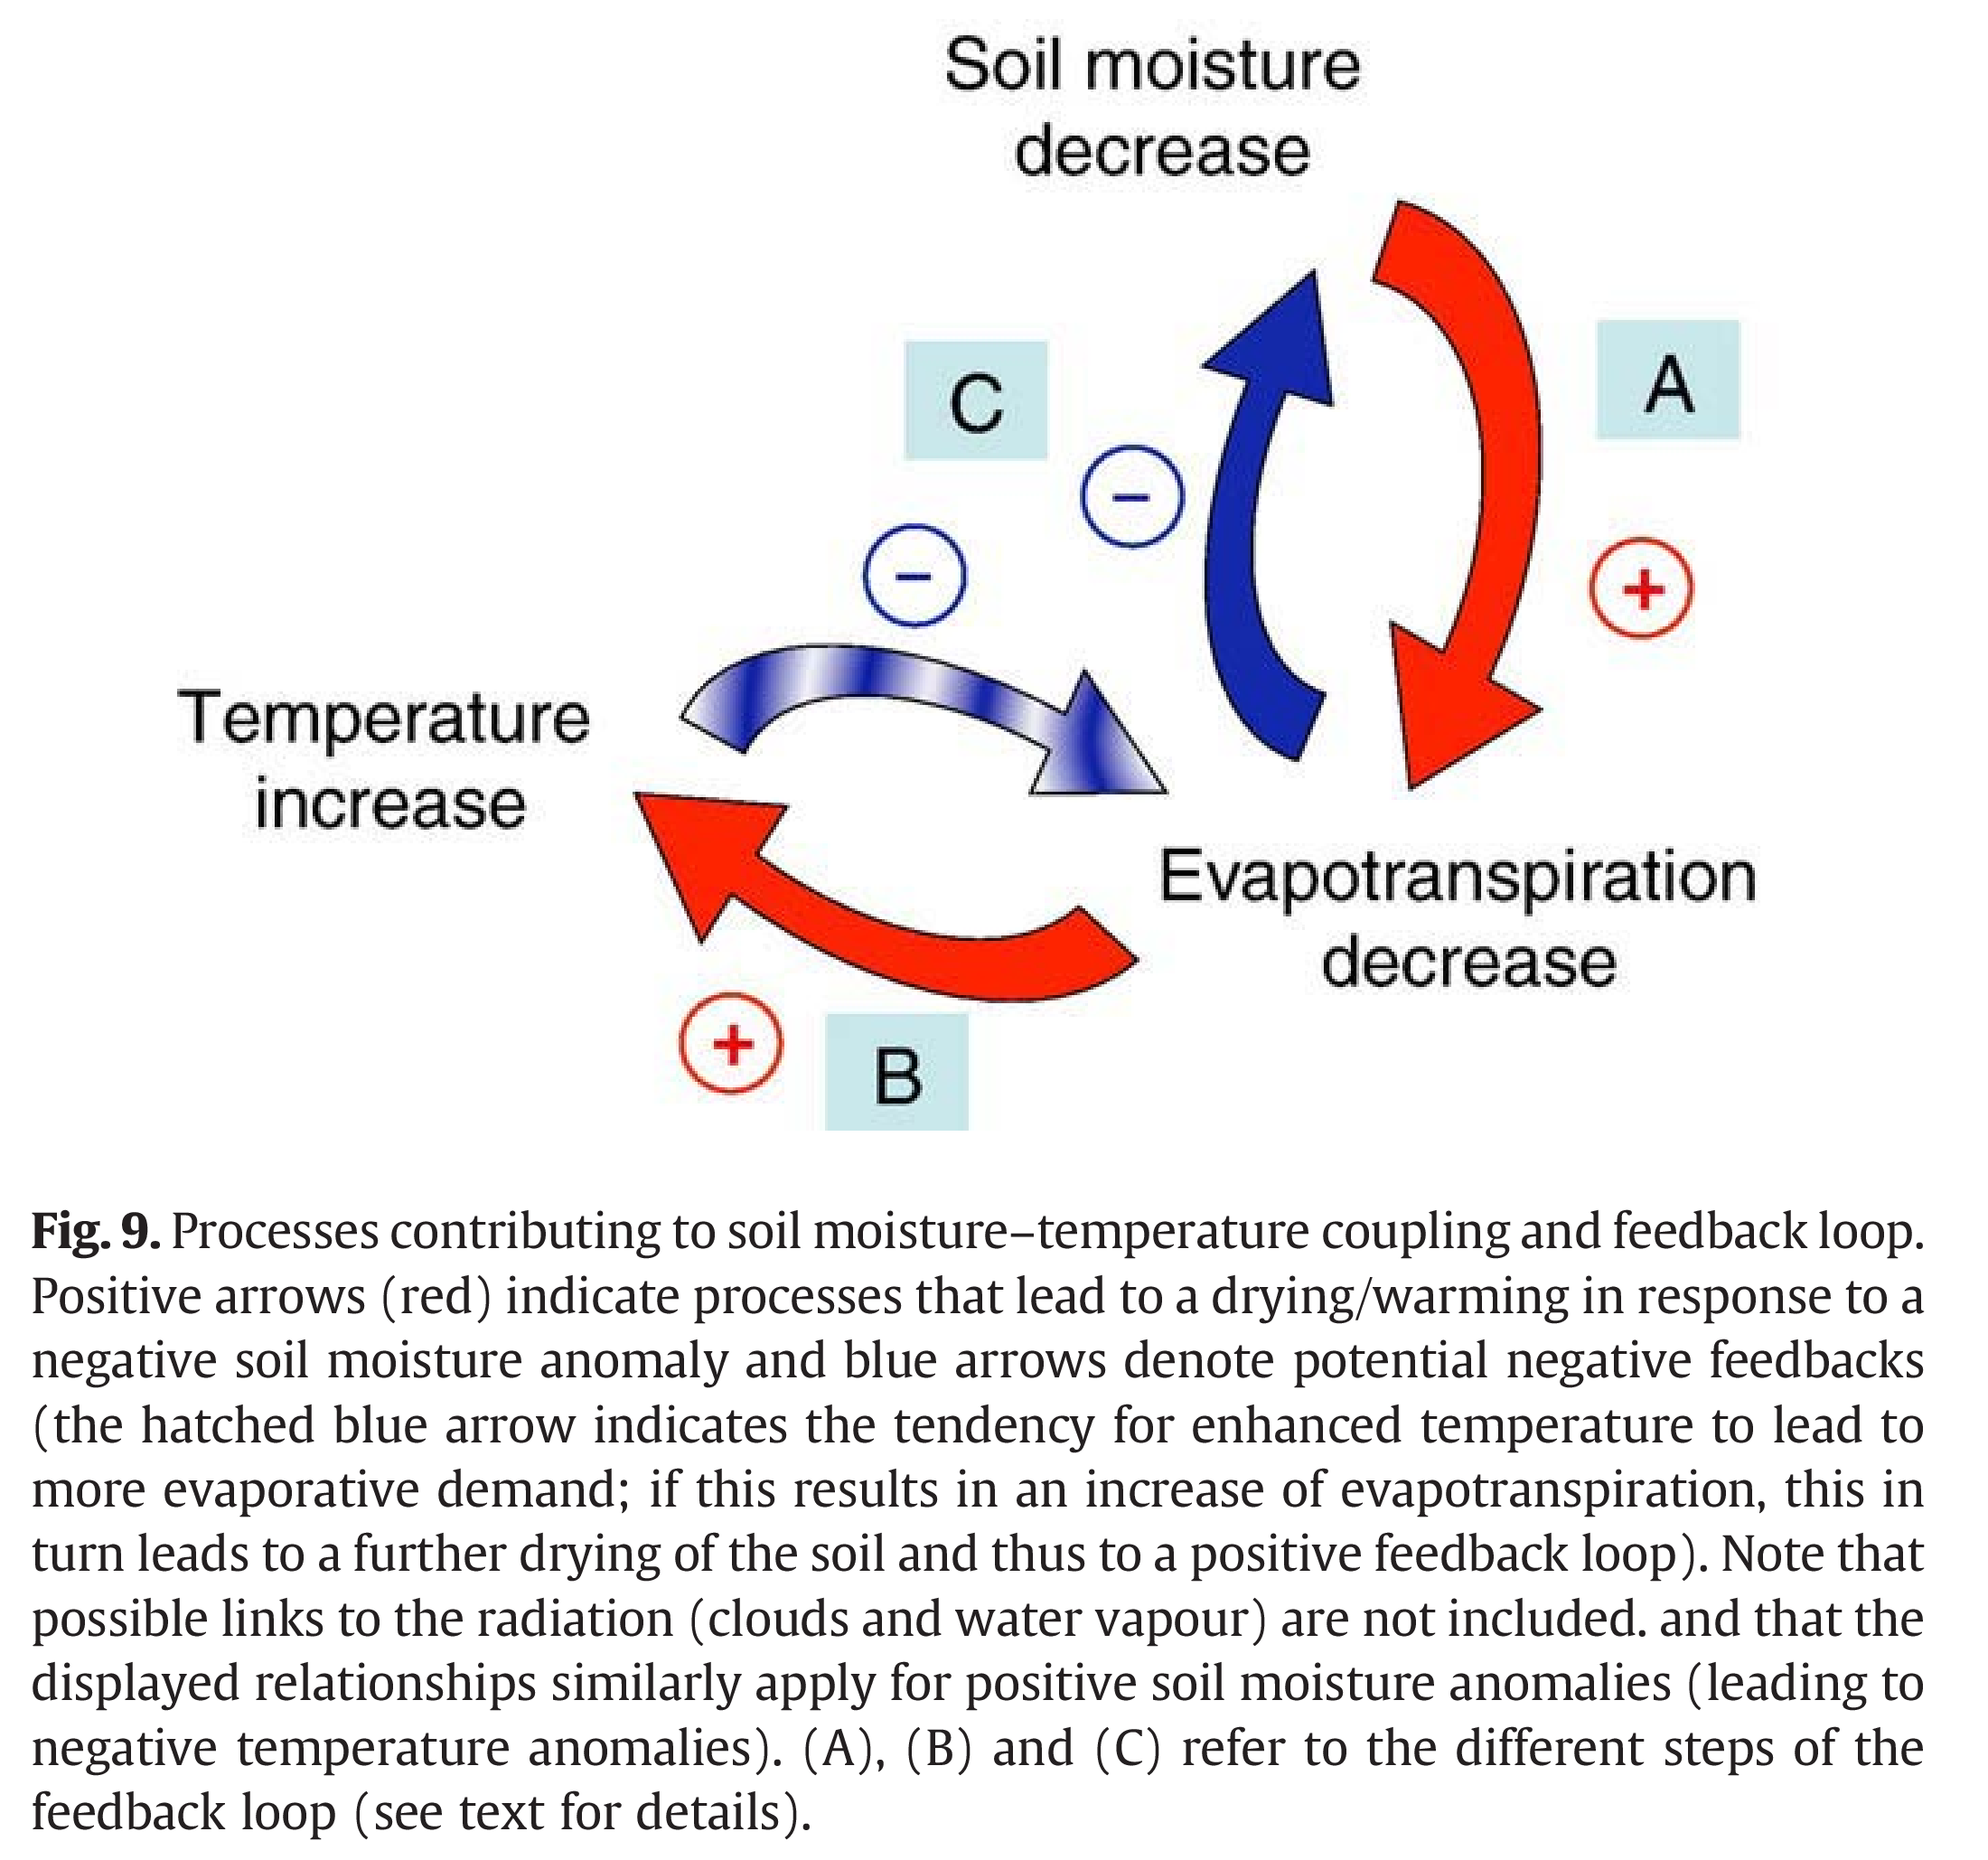 Soil moisture
decrease
C
A
−
−
+
Temperature
increase
Evapotranspiration
decrease
+
B
Fig. 9. Processes contributing to soil moisture–temperature coupling and feedback loop.
Positive arrows (red) indicate processes that lead to a drying/warming in response to a
negative soil moisture anomaly and blue arrows denote potential negative feedbacks
(the hatched blue arrow indicates the tendency for enhanced temperature to lead to
more evaporative demand; if this results in an increase of evapotranspiration, this in
turn leads to a further drying of the soil and thus to a positive feedback loop). Note that
possible links to the radiation (clouds and water vapour) are not included. and that the
displayed relationships similarly apply for positive soil moisture anomalies (leading to
negative temperature anomalies). (A), (B) and (C) refer to the different steps of the
feedback loop (see text for details).